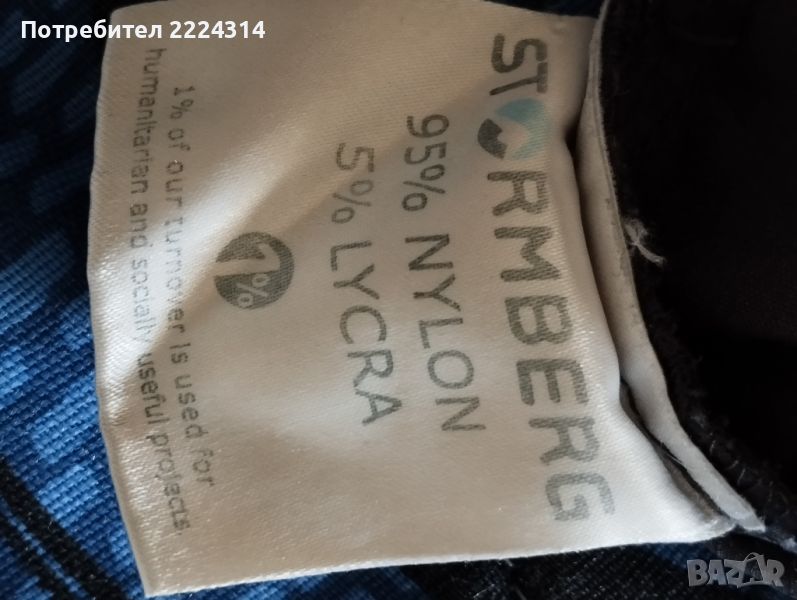 Потребител 2224314
STORMBERG
95% NYLON
5% LYCRA
1%
1% of our turnover is used for
humanitarian and socially useful projects.
BAZAR